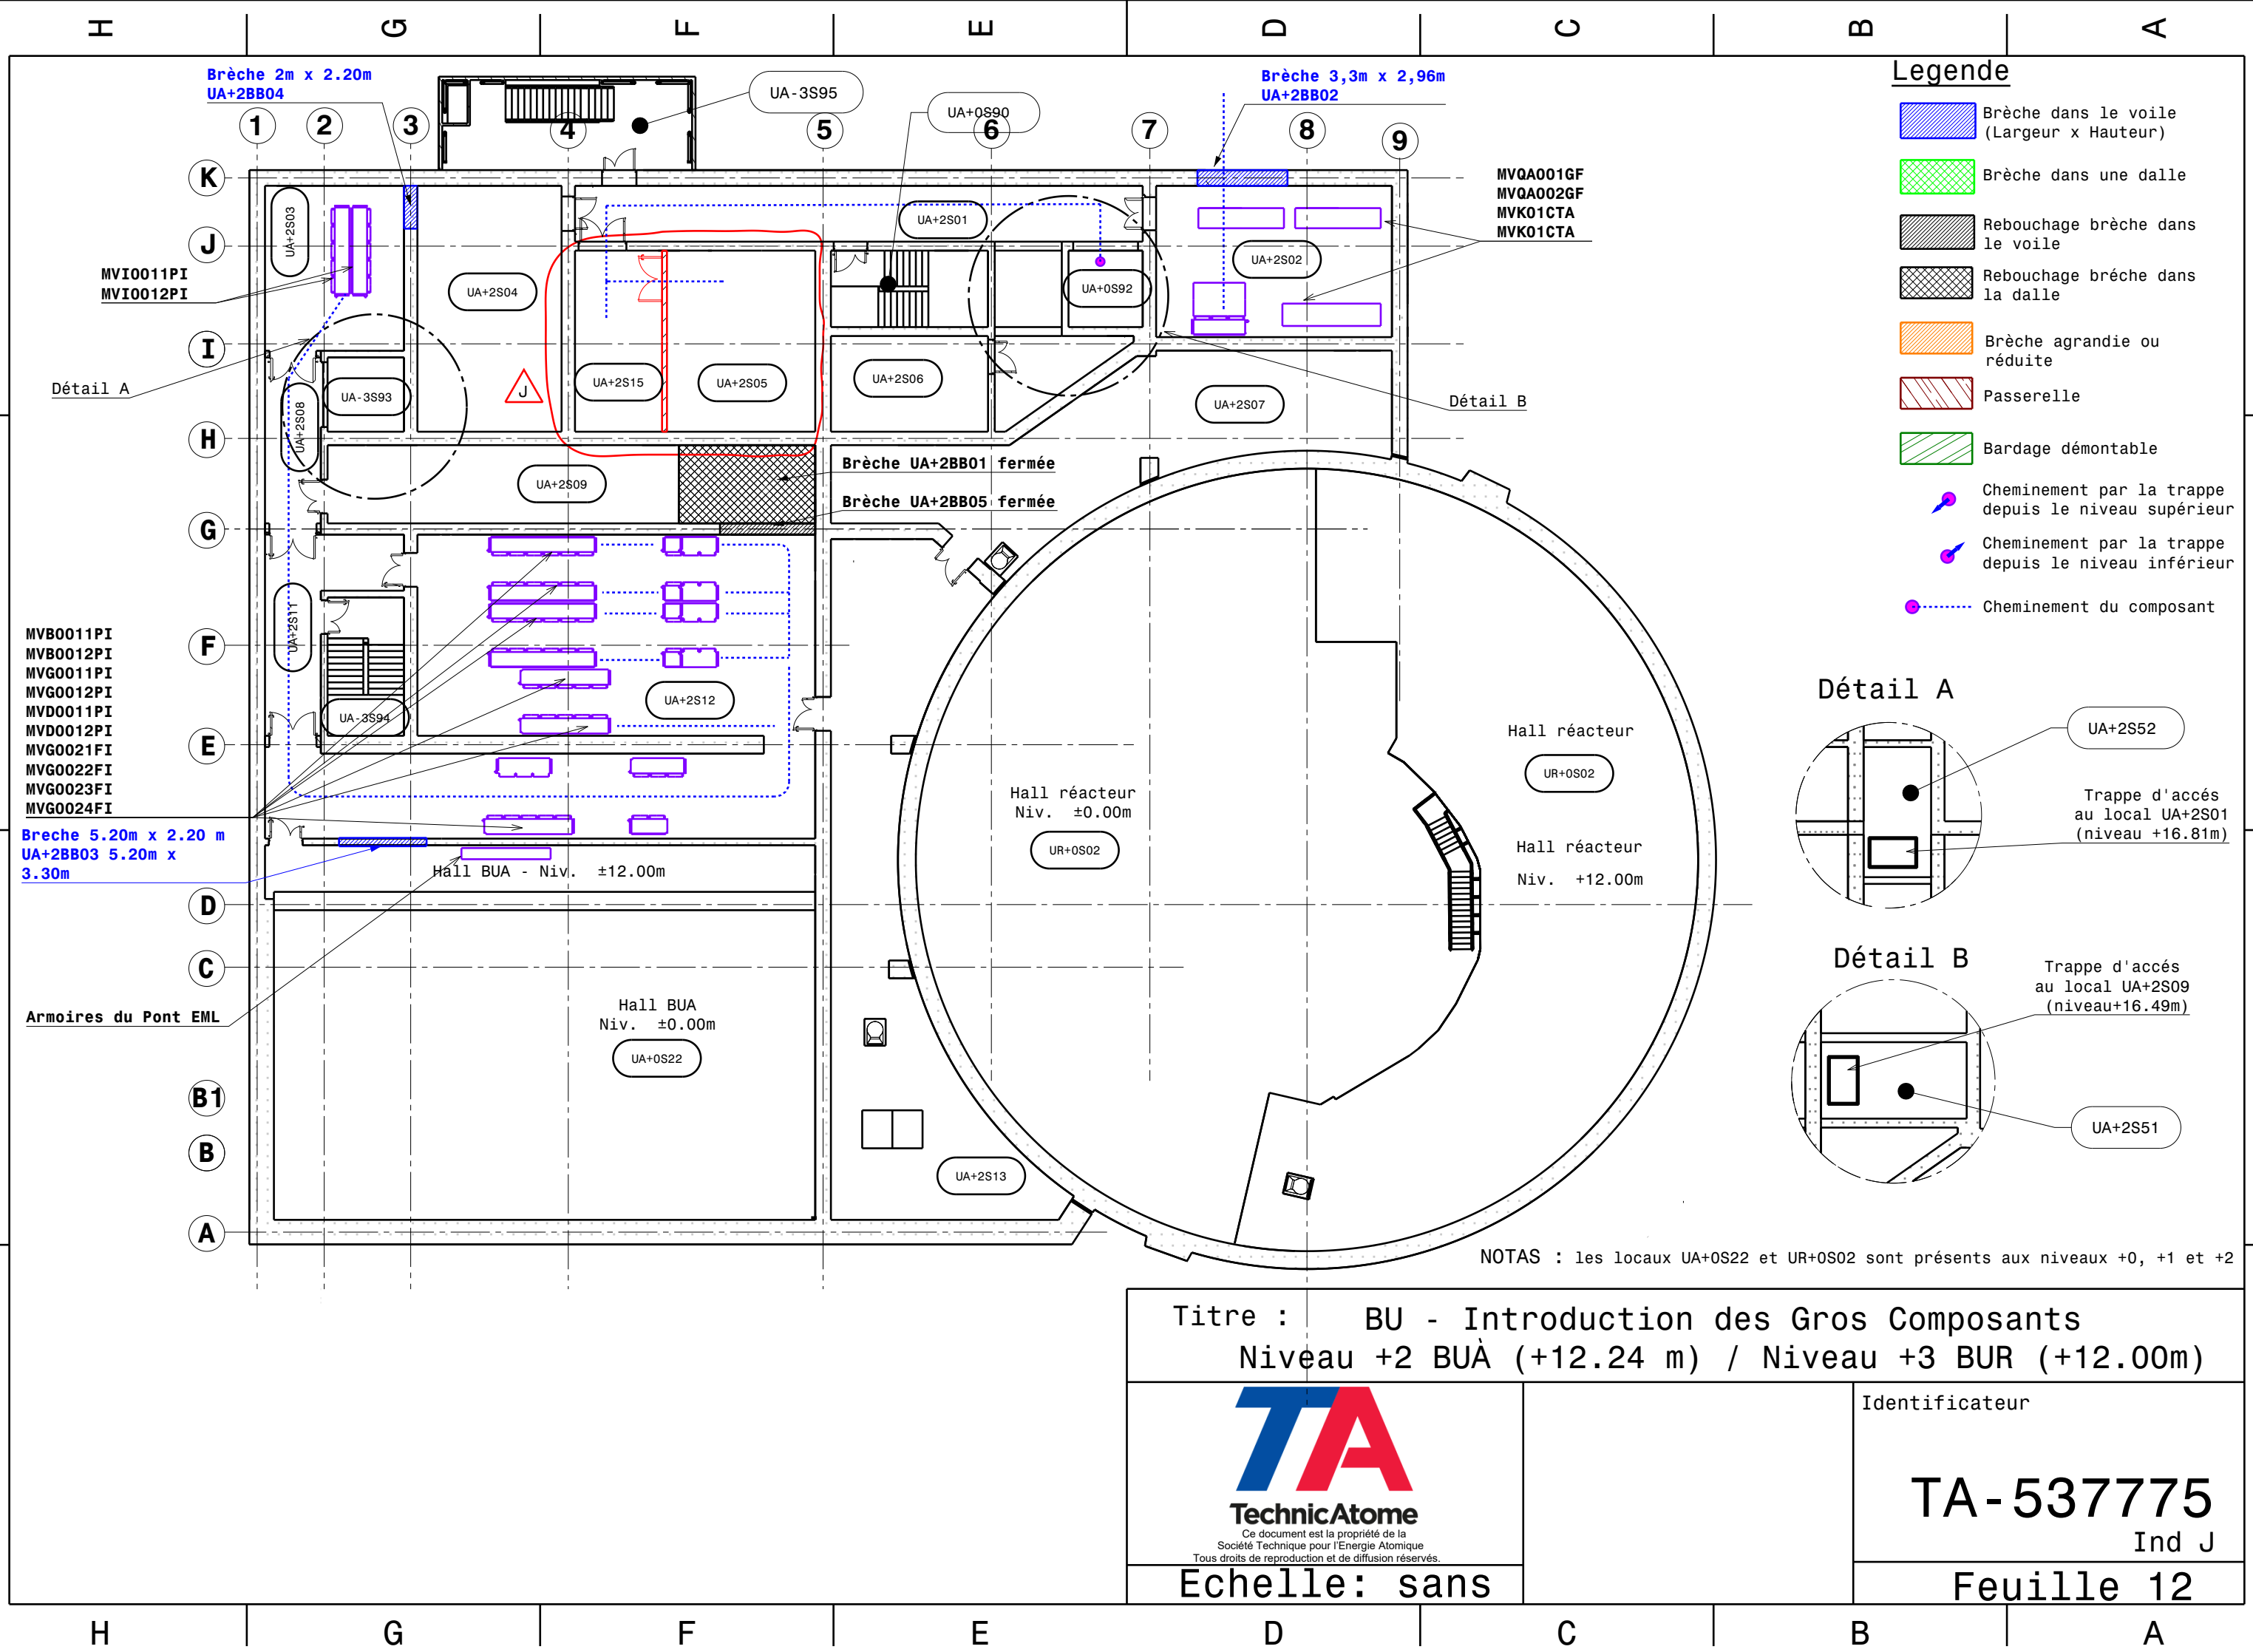 H G F E D C B A
Brèche 2m x 2.20m
UA+2BB04
UA-3S95
UA+0S90
Brèche 3,3m x 2,96m
UA+2BB02
1 2 3 4 5 6 7 8 9
K
J
I
H
G
F
E
D
C
B1
B
A
UA+2S03
UA+2S01
MVQA001GF
MVQA002GF
MVK01CTA
MVK01CTA
MVI0011PI
MVI0012PI
UA+2S04
UA+0S92
UA+2S02
Détail A
UA-3S93
J
UA+2S15
UA+2S05
UA+2S06
UA+2S07
Détail B
UA+2S08
UA+2S09
Brèche UA+2BB01 fermée
Brèche UA+2BB05 fermée
UA+2S11
MVB0011PI
MVB0012PI
MVG0011PI
MVG0012PI
MVD0011PI
MVD0012PI
MVG0021FI
MVG0022FI
MVG0023FI
MVG0024FI
UA-3S94
UA+2S12
Breche 5.20m x 2.20 m
UA+2BB03 5.20m x
3.30m
Hall BUA - Niv. ±12.00m
Armoires du Pont EML
Hall BUA
Niv. ±0.00m
UA+0S22
UA+2S13
Hall réacteur
Niv. ±0.00m
UR+0S02
Hall réacteur
UR+0S02
Hall réacteur
Niv. +12.00m
Legende
Brèche dans le voile
(Largeur x Hauteur)
Brèche dans une dalle
Rebouchage brèche dans
le voile
Rebouchage bréche dans
la dalle
Brèche agrandie ou
réduite
Passerelle
Bardage démontable
Cheminement par la trappe
depuis le niveau supérieur
Cheminement par la trappe
depuis le niveau inférieur
Cheminement du composant
Détail A
UA+2S52
Trappe d'accés
au local UA+2S01
(niveau +16.81m)
Détail B
Trappe d'accés
au local UA+2S09
(niveau+16.49m)
UA+2S51
NOTAS : les locaux UA+0S22 et UR+0S02 sont présents aux niveaux +0, +1 et +2
Titre : BU - Introduction des Gros Composants
Niveau +2 BUÀ (+12.24 m) / Niveau +3 BUR (+12.00m)
TA
TechnicAtome
Ce document est la propriété de la
Société Technique pour l'Energie Atomique
Tous droits de reproduction et de diffusion réservés.
Echelle: sans
Identificateur
TA-537775
Ind J
Feuille 12
H G F E D C B A